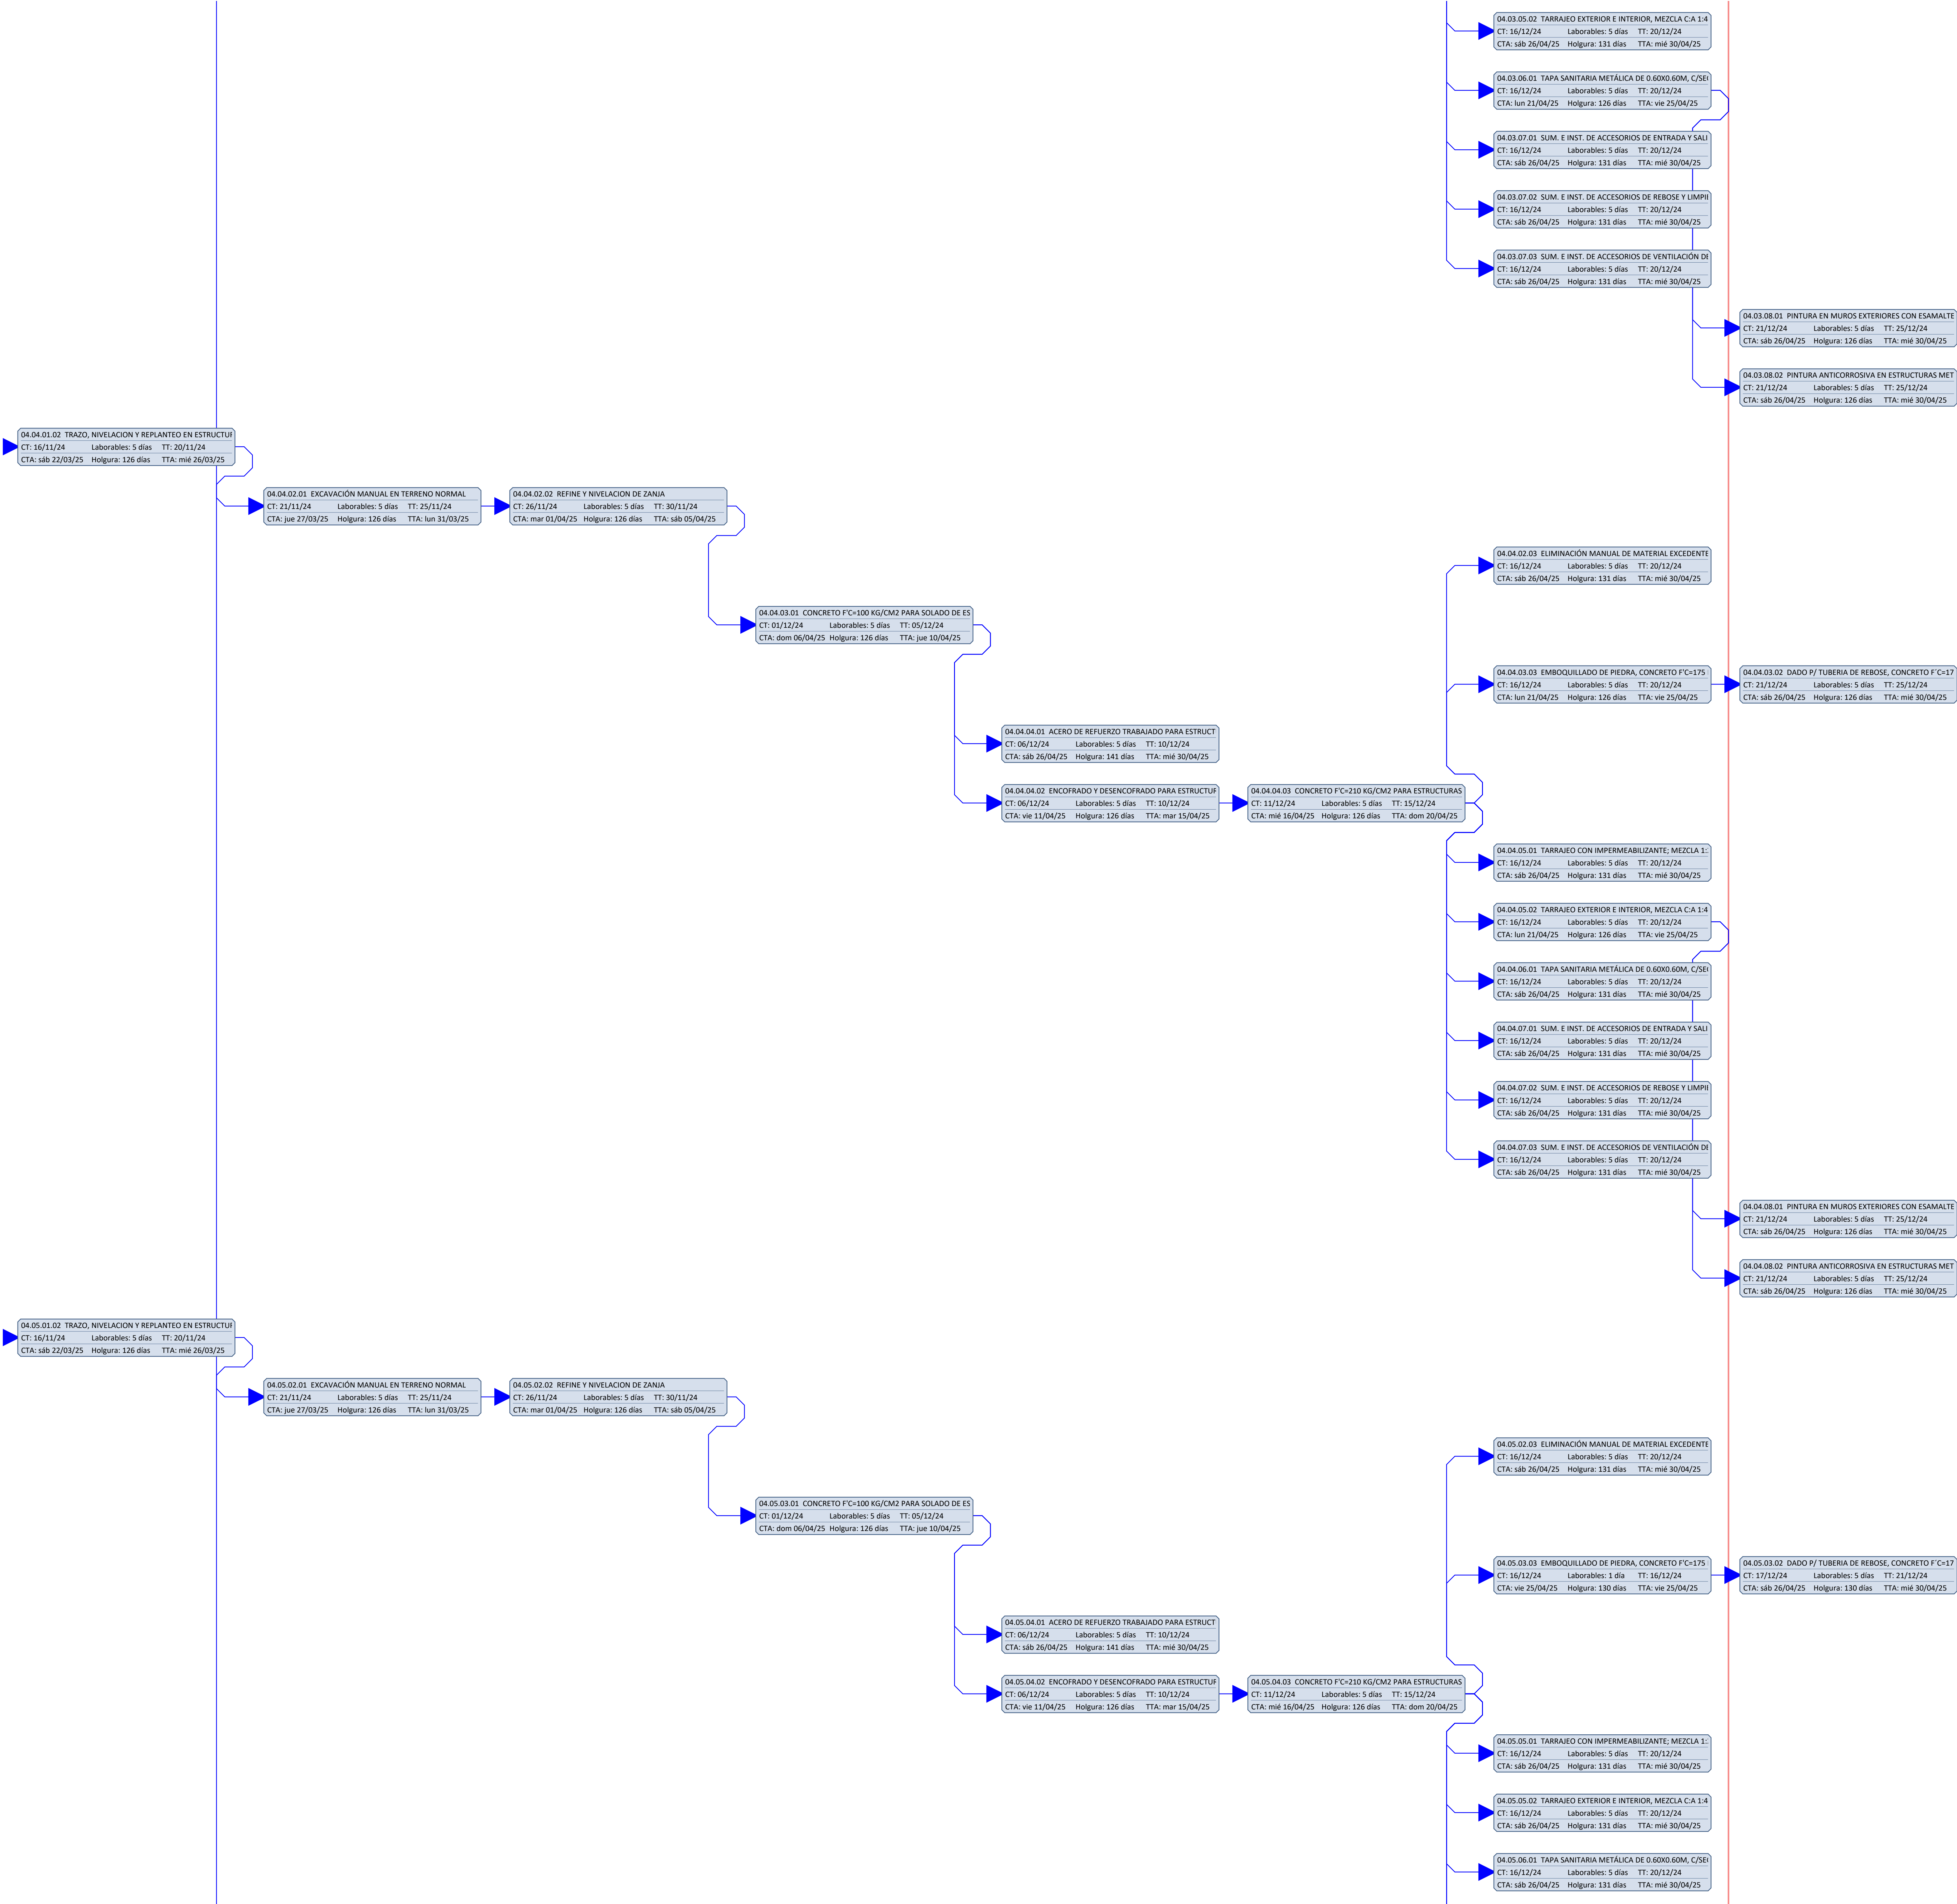 04.03.05.02 TARRAJEO EXTERIOR E INTERIOR, MEZCLA C:A 1:4
CT: 16/12/24 Laborables: 5 días TT: 20/12/24
CTA: sáb 26/04/25 Holgura: 131 días TTA: mié 30/04/25
04.03.06.01 TAPA SANITARIA METÁLICA DE 0.60X0.60M, C/SE
CT: 16/12/24 Laborables: 5 días TT: 20/12/24
CTA: lun 21/04/25 Holgura: 126 días TTA: vie 25/04/25
04.03.07.01 SUM. E INST. DE ACCESORIOS DE ENTRADA Y SALI
CT: 16/12/24 Laborables: 5 días TT: 20/12/24
CTA: sáb 26/04/25 Holgura: 131 días TTA: mié 30/04/25
04.03.07.02 SUM. E INST. DE ACCESORIOS DE REBOSE Y LIMPI
CT: 16/12/24 Laborables: 5 días TT: 20/12/24
CTA: sáb 26/04/25 Holgura: 131 días TTA: mié 30/04/25
04.03.07.03 SUM. E INST. DE ACCESORIOS DE VENTILACIÓN DE
CT: 16/12/24 Laborables: 5 días TT: 20/12/24
CTA: sáb 26/04/25 Holgura: 131 días TTA: mié 30/04/25
04.03.08.01 PINTURA EN MUROS EXTERIORES CON ESAMALTE
CT: 21/12/24 Laborables: 5 días TT: 25/12/24
CTA: sáb 26/04/25 Holgura: 126 días TTA: mié 30/04/25
04.03.08.02 PINTURA ANTICORROSIVA EN ESTRUCTURAS MET
CT: 21/12/24 Laborables: 5 días TT: 25/12/24
CTA: sáb 26/04/25 Holgura: 126 días TTA: mié 30/04/25
04.04.01.02 TRAZO, NIVELACION Y REPLANTEO EN ESTRUCTUR
CT: 16/11/24 Laborables: 5 días TT: 20/11/24
CTA: sáb 22/03/25 Holgura: 126 días TTA: mié 26/03/25
04.04.02.01 EXCAVACIÓN MANUAL EN TERRENO NORMAL
CT: 21/11/24 Laborables: 5 días TT: 25/11/24
CTA: jue 27/03/25 Holgura: 126 días TTA: lun 31/03/25
04.04.02.02 REFINE Y NIVELACION DE ZANJA
CT: 26/11/24 Laborables: 5 días TT: 30/11/24
CTA: mar 01/04/25 Holgura: 126 días TTA: sáb 05/04/25
04.04.02.03 ELIMINACIÓN MANUAL DE MATERIAL EXCEDENTE
CT: 16/12/24 Laborables: 5 días TT: 20/12/24
CTA: sáb 26/04/25 Holgura: 131 días TTA: mié 30/04/25
04.04.03.01 CONCRETO F'C=100 KG/CM2 PARA SOLADO DE ES
CT: 01/12/24 Laborables: 5 días TT: 05/12/24
CTA: dom 06/04/25 Holgura: 126 días TTA: jue 10/04/25
04.04.03.03 EMBOQUILLADO DE PIEDRA, CONCRETO F'C=175
CT: 16/12/24 Laborables: 5 días TT: 20/12/24
CTA: lun 21/04/25 Holgura: 126 días TTA: vie 25/04/25
04.04.03.02 DADO P/ TUBERIA DE REBOSE, CONCRETO F´C=17
CT: 21/12/24 Laborables: 5 días TT: 25/12/24
CTA: sáb 26/04/25 Holgura: 126 días TTA: mié 30/04/25
04.04.04.01 ACERO DE REFUERZO TRABAJADO PARA ESTRUCT
CT: 06/12/24 Laborables: 5 días TT: 10/12/24
CTA: sáb 26/04/25 Holgura: 141 días TTA: mié 30/04/25
04.04.04.02 ENCOFRADO Y DESENCOFRADO PARA ESTRUCTUR
CT: 06/12/24 Laborables: 5 días TT: 10/12/24
CTA: vie 11/04/25 Holgura: 126 días TTA: mar 15/04/25
04.04.04.03 CONCRETO F'C=210 KG/CM2 PARA ESTRUCTURAS
CT: 11/12/24 Laborables: 5 días TT: 15/12/24
CTA: mié 16/04/25 Holgura: 126 días TTA: dom 20/04/25
04.04.05.01 TARRAJEO CON IMPERMEABILIZANTE; MEZCLA 1:
CT: 16/12/24 Laborables: 5 días TT: 20/12/24
CTA: sáb 26/04/25 Holgura: 131 días TTA: mié 30/04/25
04.04.05.02 TARRAJEO EXTERIOR E INTERIOR, MEZCLA C:A 1:4
CT: 16/12/24 Laborables: 5 días TT: 20/12/24
CTA: lun 21/04/25 Holgura: 126 días TTA: vie 25/04/25
04.04.06.01 TAPA SANITARIA METÁLICA DE 0.60X0.60M, C/SE
CT: 16/12/24 Laborables: 5 días TT: 20/12/24
CTA: sáb 26/04/25 Holgura: 131 días TTA: mié 30/04/25
04.04.07.01 SUM. E INST. DE ACCESORIOS DE ENTRADA Y SALI
CT: 16/12/24 Laborables: 5 días TT: 20/12/24
CTA: sáb 26/04/25 Holgura: 131 días TTA: mié 30/04/25
04.04.07.02 SUM. E INST. DE ACCESORIOS DE REBOSE Y LIMPI
CT: 16/12/24 Laborables: 5 días TT: 20/12/24
CTA: sáb 26/04/25 Holgura: 131 días TTA: mié 30/04/25
04.04.07.03 SUM. E INST. DE ACCESORIOS DE VENTILACIÓN DE
CT: 16/12/24 Laborables: 5 días TT: 20/12/24
CTA: sáb 26/04/25 Holgura: 131 días TTA: mié 30/04/25
04.04.08.01 PINTURA EN MUROS EXTERIORES CON ESAMALTE
CT: 21/12/24 Laborables: 5 días TT: 25/12/24
CTA: sáb 26/04/25 Holgura: 126 días TTA: mié 30/04/25
04.04.08.02 PINTURA ANTICORROSIVA EN ESTRUCTURAS MET
CT: 21/12/24 Laborables: 5 días TT: 25/12/24
CTA: sáb 26/04/25 Holgura: 126 días TTA: mié 30/04/25
04.05.01.02 TRAZO, NIVELACION Y REPLANTEO EN ESTRUCTUR
CT: 16/11/24 Laborables: 5 días TT: 20/11/24
CTA: sáb 22/03/25 Holgura: 126 días TTA: mié 26/03/25
04.05.02.01 EXCAVACIÓN MANUAL EN TERRENO NORMAL
CT: 21/11/24 Laborables: 5 días TT: 25/11/24
CTA: jue 27/03/25 Holgura: 126 días TTA: lun 31/03/25
04.05.02.02 REFINE Y NIVELACION DE ZANJA
CT: 26/11/24 Laborables: 5 días TT: 30/11/24
CTA: mar 01/04/25 Holgura: 126 días TTA: sáb 05/04/25
04.05.02.03 ELIMINACIÓN MANUAL DE MATERIAL EXCEDENTE
CT: 16/12/24 Laborables: 5 días TT: 20/12/24
CTA: sáb 26/04/25 Holgura: 131 días TTA: mié 30/04/25
04.05.03.01 CONCRETO F'C=100 KG/CM2 PARA SOLADO DE ES
CT: 01/12/24 Laborables: 5 días TT: 05/12/24
CTA: dom 06/04/25 Holgura: 126 días TTA: jue 10/04/25
04.05.03.03 EMBOQUILLADO DE PIEDRA, CONCRETO F'C=175
CT: 16/12/24 Laborables: 1 día TT: 16/12/24
CTA: vie 25/04/25 Holgura: 130 días TTA: vie 25/04/25
04.05.03.02 DADO P/ TUBERIA DE REBOSE, CONCRETO F´C=17
CT: 17/12/24 Laborables: 5 días TT: 21/12/24
CTA: sáb 26/04/25 Holgura: 130 días TTA: mié 30/04/25
04.05.04.01 ACERO DE REFUERZO TRABAJADO PARA ESTRUCT
CT: 06/12/24 Laborables: 5 días TT: 10/12/24
CTA: sáb 26/04/25 Holgura: 141 días TTA: mié 30/04/25
04.05.04.02 ENCOFRADO Y DESENCOFRADO PARA ESTRUCTUR
CT: 06/12/24 Laborables: 5 días TT: 10/12/24
CTA: vie 11/04/25 Holgura: 126 días TTA: mar 15/04/25
04.05.04.03 CONCRETO F'C=210 KG/CM2 PARA ESTRUCTURAS
CT: 11/12/24 Laborables: 5 días TT: 15/12/24
CTA: mié 16/04/25 Holgura: 126 días TTA: dom 20/04/25
04.05.05.01 TARRAJEO CON IMPERMEABILIZANTE; MEZCLA 1:
CT: 16/12/24 Laborables: 5 días TT: 20/12/24
CTA: sáb 26/04/25 Holgura: 131 días TTA: mié 30/04/25
04.05.05.02 TARRAJEO EXTERIOR E INTERIOR, MEZCLA C:A 1:4
CT: 16/12/24 Laborables: 5 días TT: 20/12/24
CTA: sáb 26/04/25 Holgura: 131 días TTA: mié 30/04/25
04.05.06.01 TAPA SANITARIA METÁLICA DE 0.60X0.60M, C/SE
CT: 16/12/24 Laborables: 5 días TT: 20/12/24
CTA: sáb 26/04/25 Holgura: 131 días TTA: mié 30/04/25